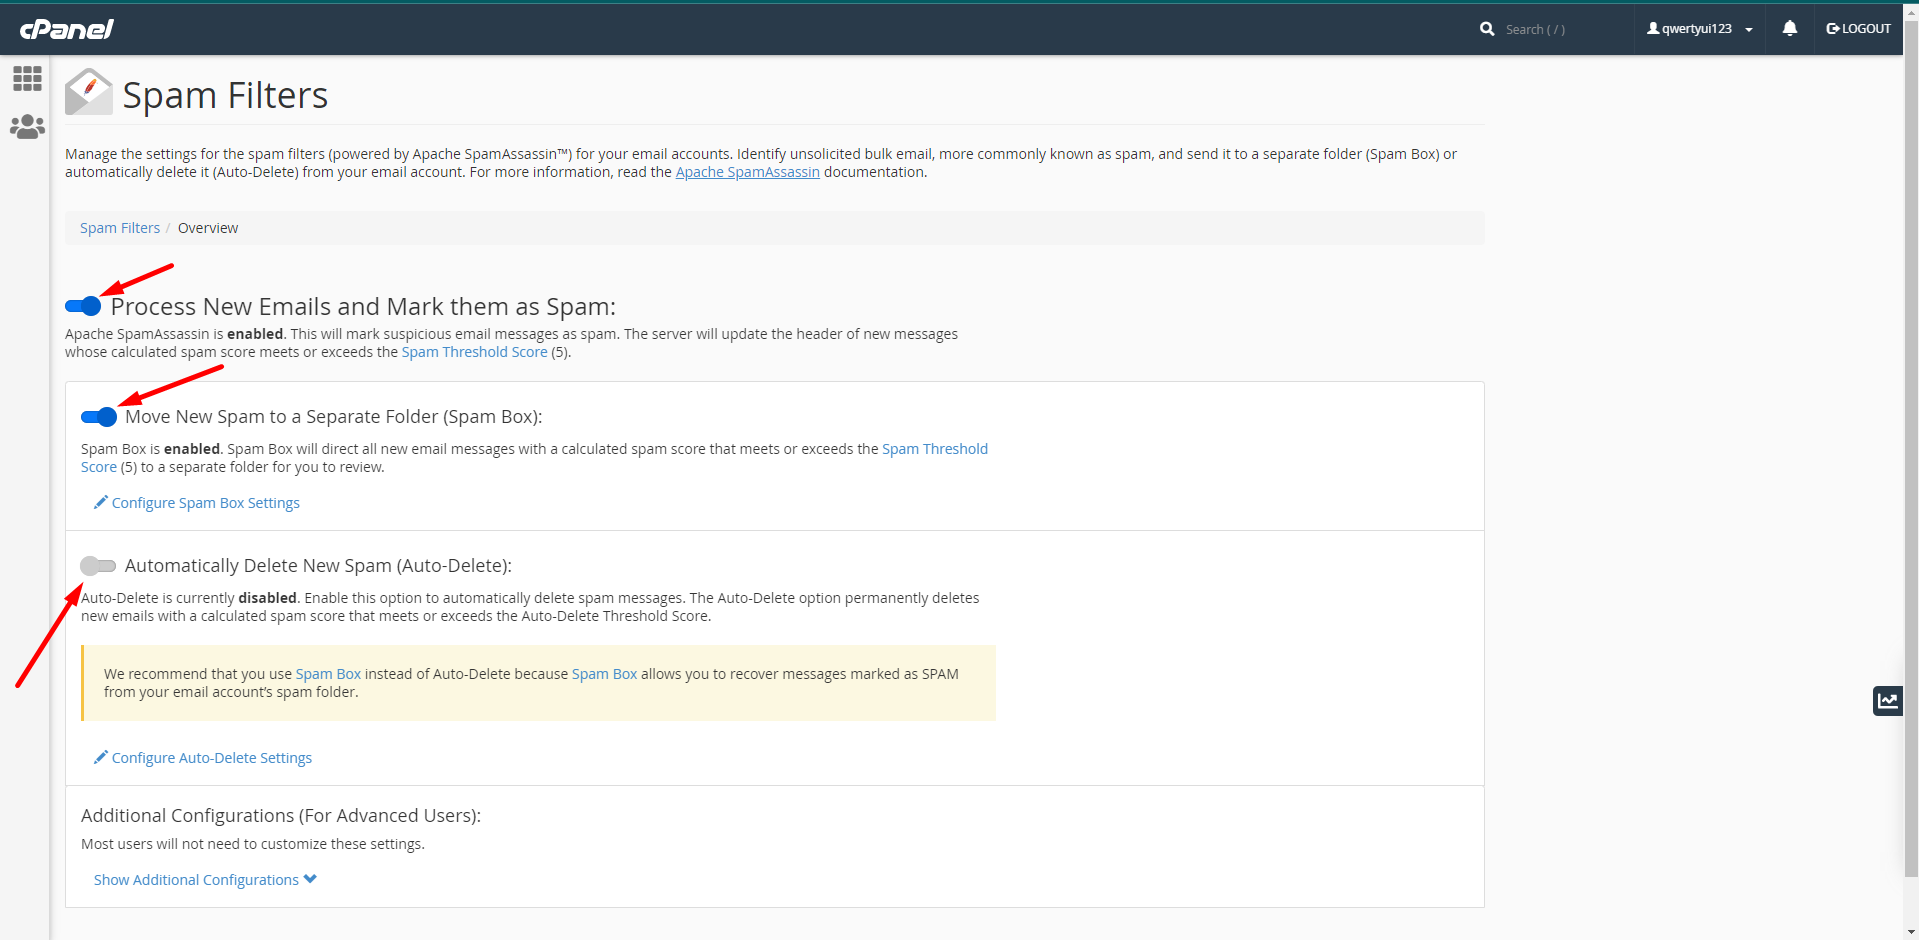 cPanel
Search ( / )
qwertyui123
LOGOUT
Spam Filters
Manage the settings for the spam filters (powered by Apache SpamAssassin™) for your email accounts. Identify unsolicited bulk email, more commonly known as spam, and send it to a separate folder (Spam Box) or
automatically delete it (Auto-Delete) from your email account. For more information, read the Apache SpamAssassin documentation.
Spam Filters / Overview
Process New Emails and Mark them as Spam:
Apache SpamAssassin is enabled. This will mark suspicious email messages as spam. The server will update the header of new messages
whose calculated spam score meets or exceeds the Spam Threshold Score (5).
Move New Spam to a Separate Folder (Spam Box):
Spam Box is enabled. Spam Box will direct all new email messages with a calculated spam score that meets or exceeds the Spam Threshold
Score (5) to a separate folder for you to review.
Configure Spam Box Settings
Automatically Delete New Spam (Auto-Delete):
Auto-Delete is currently disabled. Enable this option to automatically delete spam messages. The Auto-Delete option permanently deletes
new emails with a calculated spam score that meets or exceeds the Auto-Delete Threshold Score.
We recommend that you use Spam Box instead of Auto-Delete because Spam Box allows you to recover messages marked as SPAM
from your email account’s spam folder.
Configure Auto-Delete Settings
Additional Configurations (For Advanced Users):
Most users will not need to customize these settings.
Show Additional Configurations